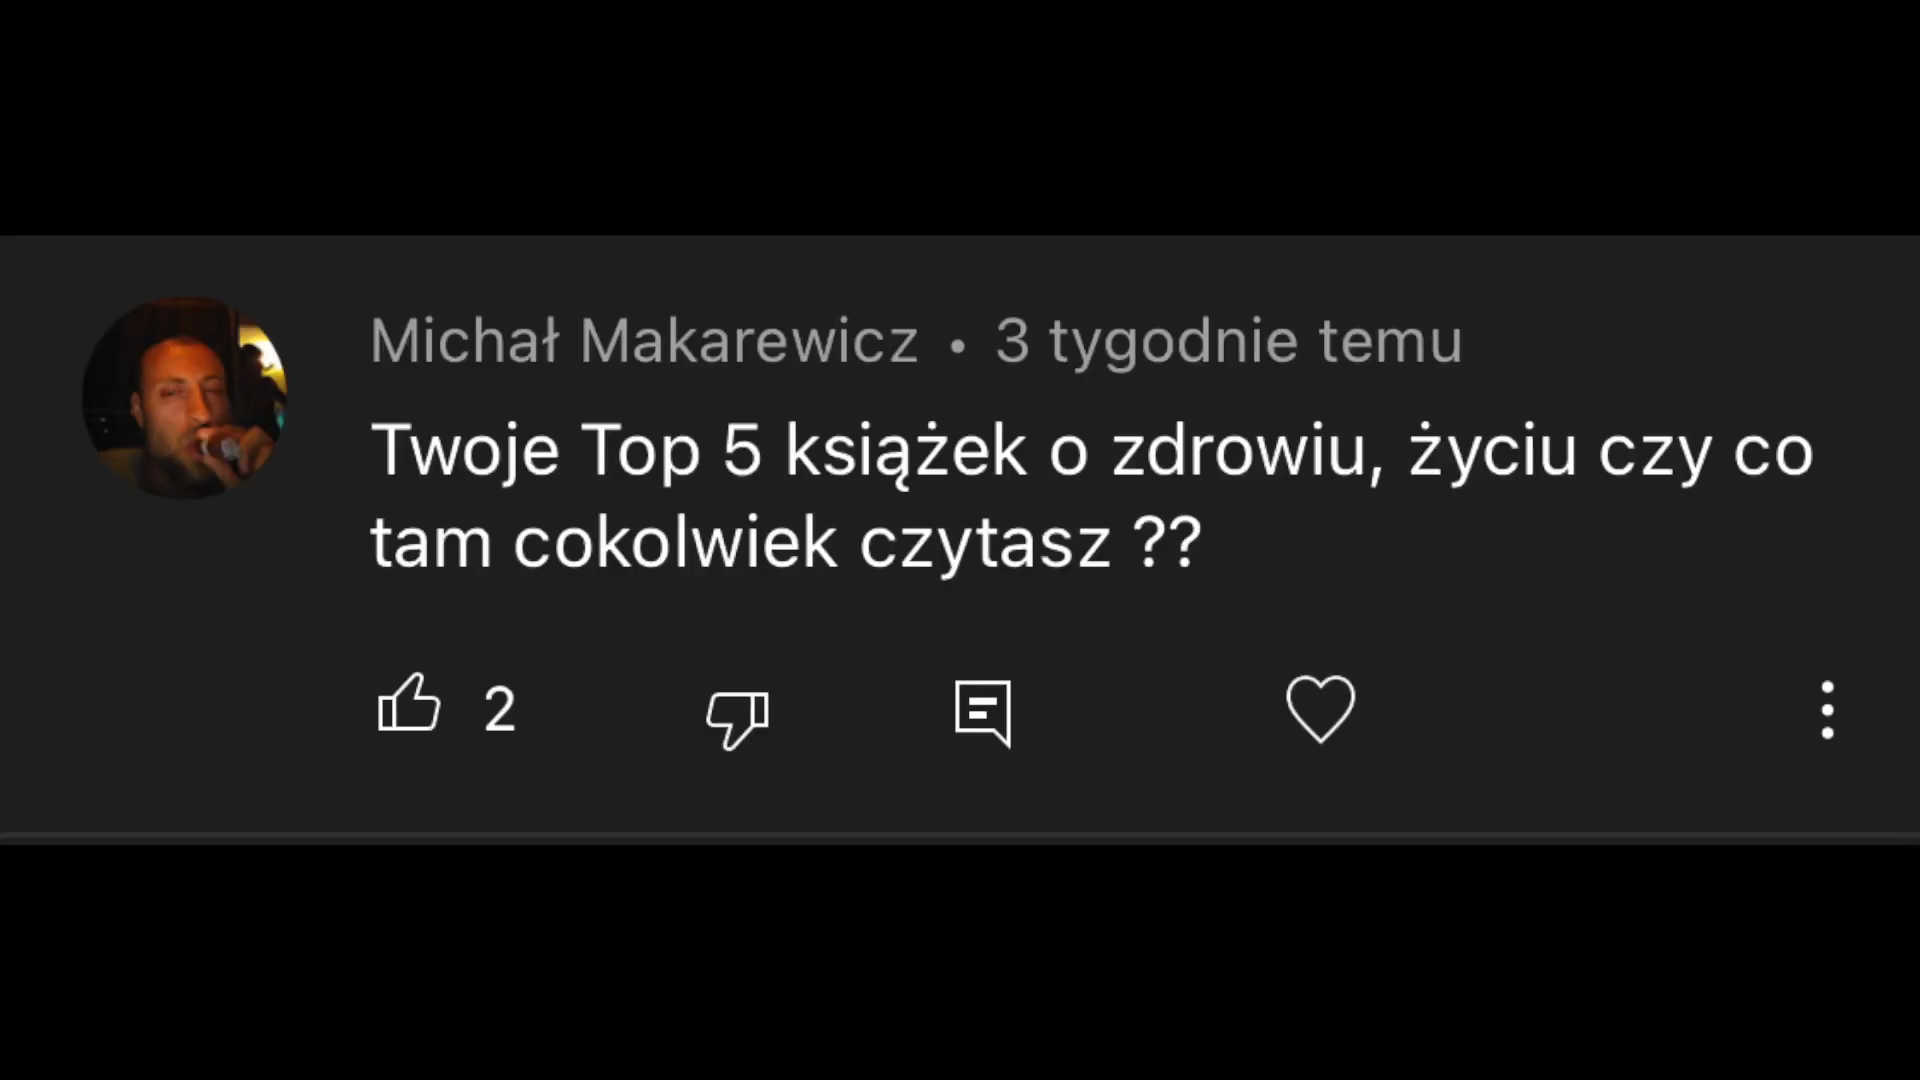 Michał Makarewicz • 3 tygodnie temu
Twoje Top 5 książek o zdrowiu, życiu czy co
tam cokolwiek czytasz ??
2